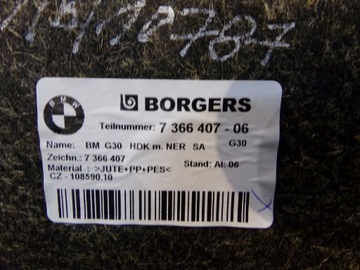 BMW
BORGERS
Teilnummer: 7 366 407 - 06
Name: BM G30 HDK m. NER SA G30
Zeichn.: 7 366 407
Stand: AI: 06
Material : >JUTE+PP+PES<
CZ - 108590.10